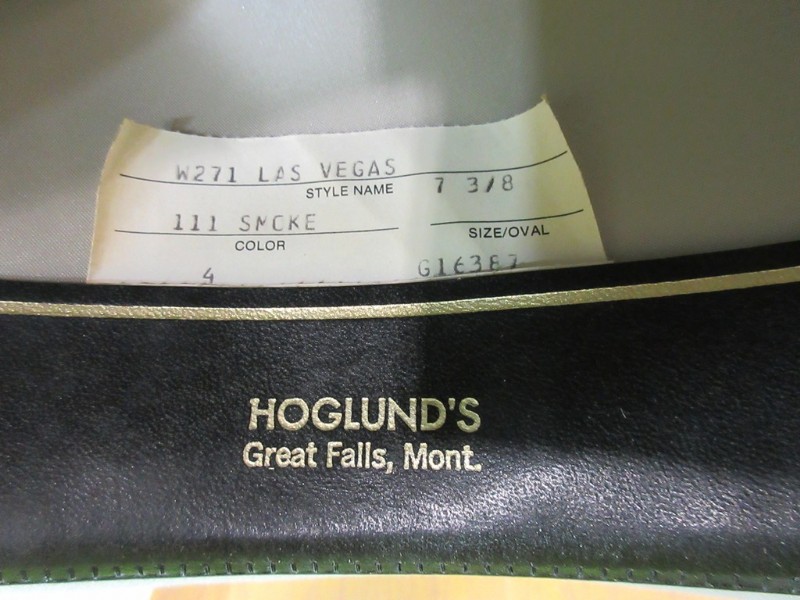 W271 LAS VEGAS
STYLE NAME
7 3/8
111 SMOKE
COLOR
SIZE/OVAL
4
G16387
HOGLUND'S
Great Falls, Mont.